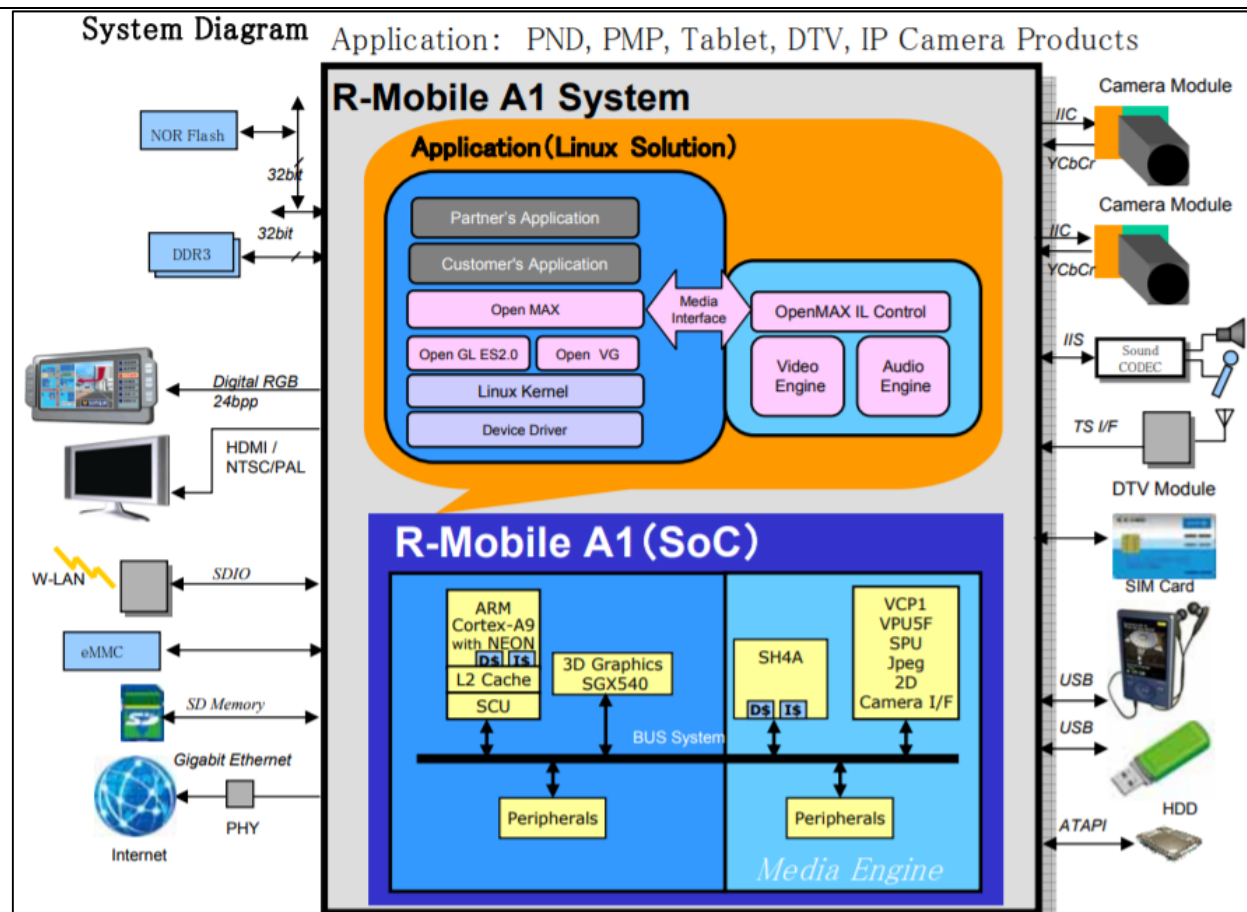 System Diagram
Application: PND, PMP, Tablet, DTV, IP Camera Products
R-Mobile A1 System
Application(Linux Solution)
Partner's Application
Customer's Application
Open MAX
Open GL ES2.0
Open VG
Linux Kernel
Device Driver
Media
Interface
OpenMAX IL Control
Video
Engine
Audio
Engine
R-Mobile A1(SoC)
ARM
Cortex-A9
with NEON
D$ I$
L2 Cache
SCU
3D Graphics
SGX540
SH4A
D$ I$
VCP1
VPU5F
SPU
Jpeg
2D
Camera I/F
BUS System
Peripherals
Peripherals
Media Engine
NOR Flash
32bit
32bit
DDR3
Digital RGB
24bpp
HDMI /
NTSC/PAL
W-LAN
SDIO
eMMC
SD Memory
Gigabit Ethernet
PHY
Internet
Camera Module
IIC
YCbCr
Camera Module
IIC
YCbCr
IIS
Sound
CODEC
TS I/F
DTV Module
SIM Card
USB
USB
HDD
ATAPI